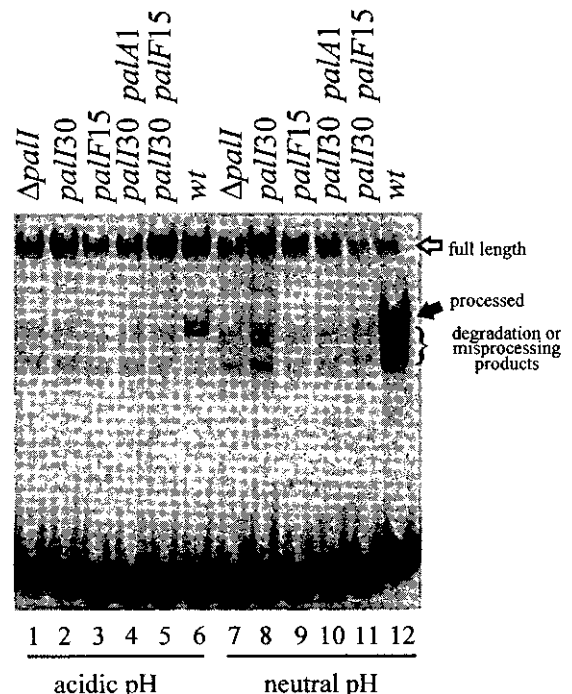 ΔpalI
palI30
palF15
palI30 palA1
palI30 palF15
wt
ΔpalI
palI30
palF15
palI30 palA1
palI30 palF15
wt
full length
processed
degradation or
misprocessing
products
1 2 3 4 5 6 7 8 9 10 11 12
acidic pH neutral pH